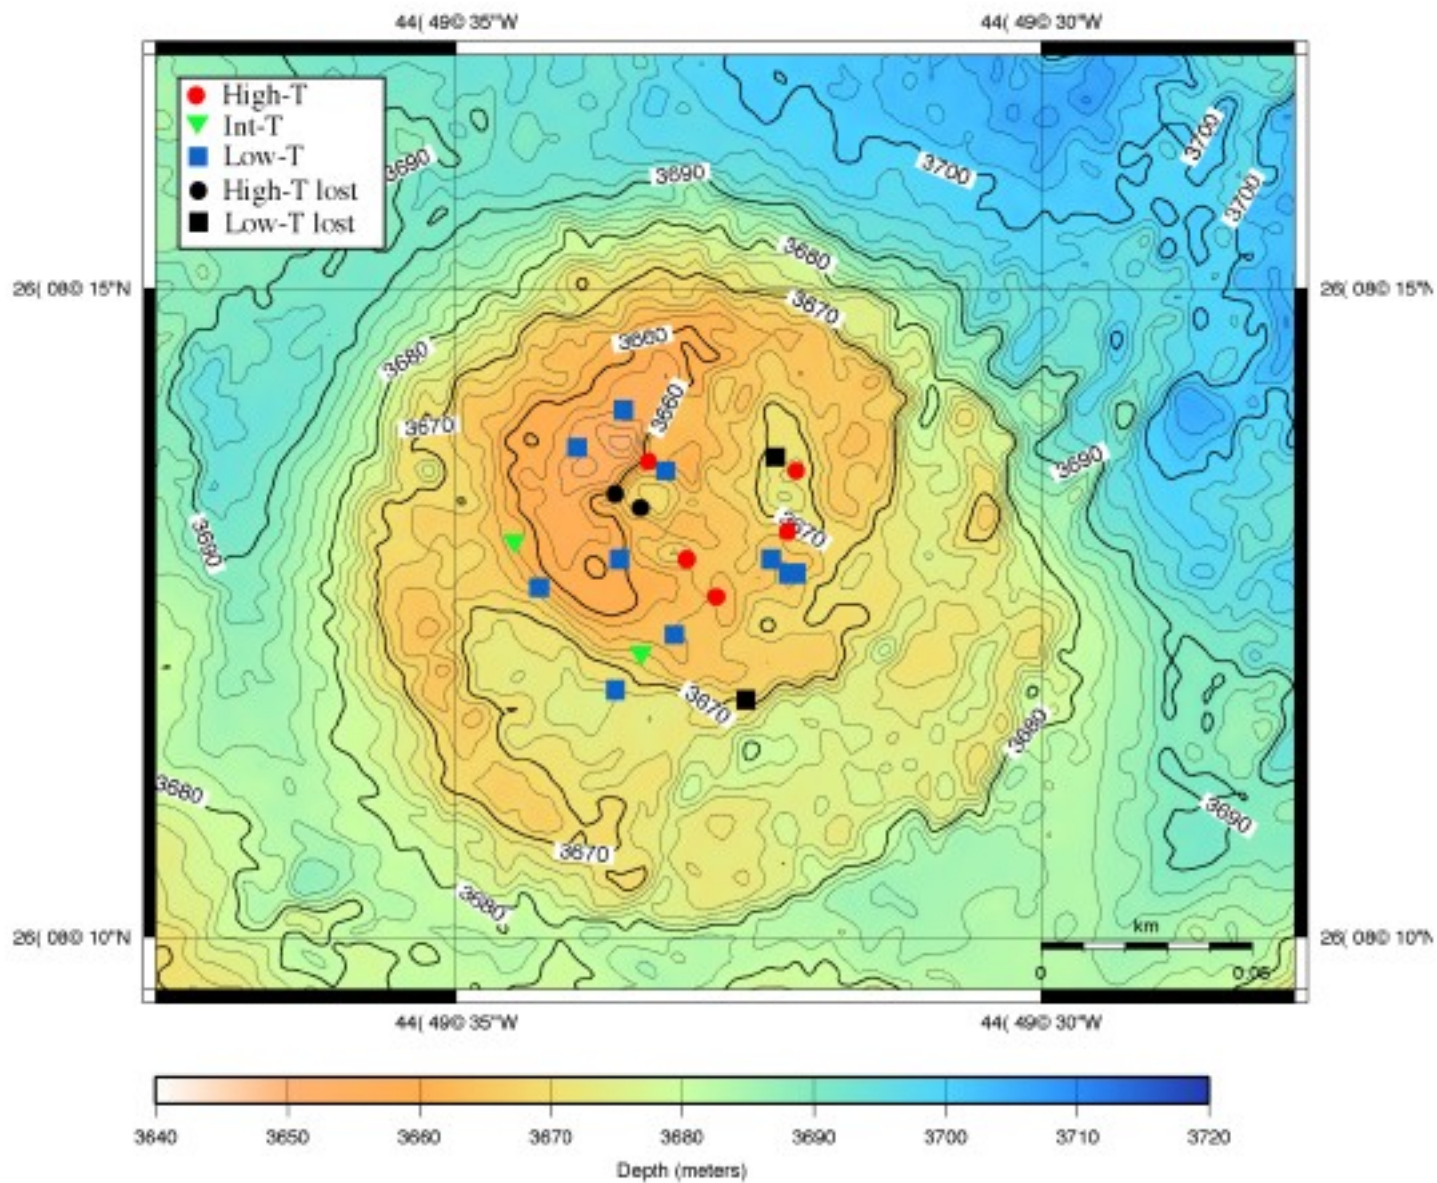 44( 49© 35"W 44( 49© 30"W
High-T
Int-T
Low-T
High-T lost
Low-T lost
3690
3700
3700
3690
3700
3680
26( 08© 15"N 26( 08© 15"N
3670
3660
3680
3660
3670
3690
3670
3690
3670
3680
3680
3690
3670
3680
km
26( 08© 10"N 26( 08© 10"N
0 0.05
44( 49© 35"W 44( 49© 30"W
3640 3650 3660 3670 3680 3690 3700 3710 3720
Depth (meters)